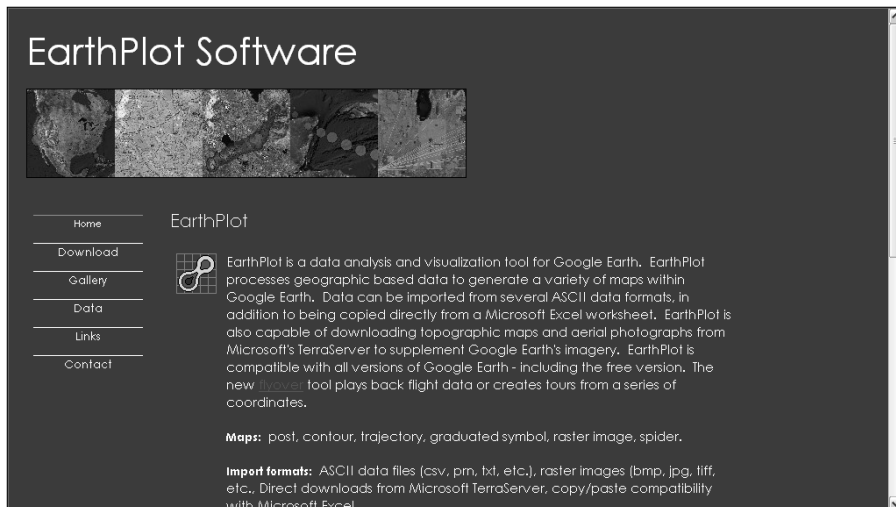 EarthPlot Software
Home
Download
Gallery
Data
Links
Contact
EarthPlot
EarthPlot is a data analysis and visualization tool for Google Earth. EarthPlot
processes geographic based data to generate a variety of maps within
Google Earth. Data can be imported from several ASCII data formats, in
addition to being copied directly from a Microsoft Excel worksheet. EarthPlot is
also capable of downloading topographic maps and aerial photographs from
Microsoft's TerraServer to supplement Google Earth's imagery. EarthPlot is
compatible with all versions of Google Earth - including the free version. The
new flyover tool plays back flight data or creates tours from a series of
coordinates.
Maps: post, contour, trajectory, graduated symbol, raster image, spider.
Import formats: ASCII data files (csv, prn, txt, etc.), raster images (bmp, jpg, tiff,
etc., Direct downloads from Microsoft TerraServer, copy/paste compatibility
with Microsoft Excel